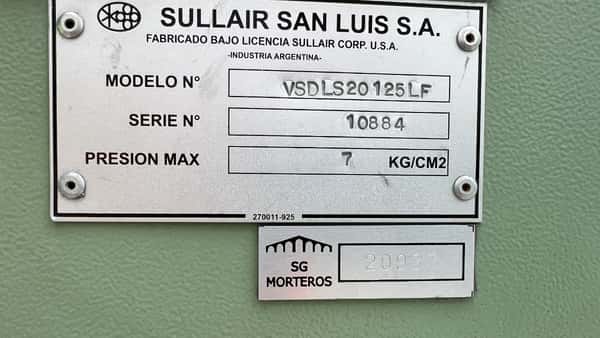 SULLAIR SAN LUIS S.A.
FABRICADO BAJO LICENCIA SULLAIR CORP. U.S.A.
-INDUSTRIA ARGENTINA-
MODELO N° VSDLS20125LF
SERIE N° 10884
PRESION MAX 7 KG/CM2
270011-925
SG
MORTEROS